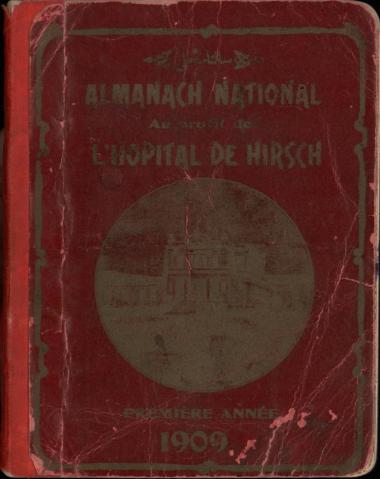 ALMANACH NATIONAL
Au profit de
L'HOPITAL DE HIRSCH
PREMIÈRE ANNÉE
1909